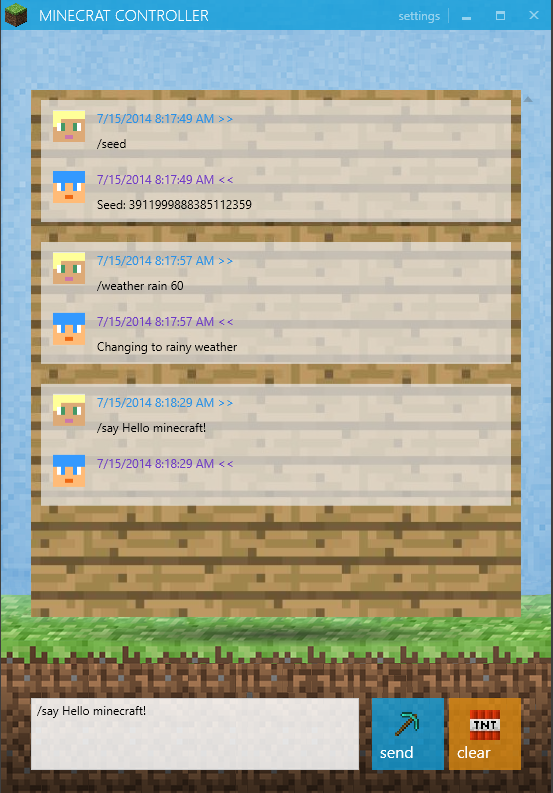 MINECRAT CONTROLLER
settings
7/15/2014 8:17:49 AM >>
/seed
7/15/2014 8:17:49 AM <<
Seed: 3911999888385112359
7/15/2014 8:17:57 AM >>
/weather rain 60
7/15/2014 8:17:57 AM <<
Changing to rainy weather
7/15/2014 8:18:29 AM >>
/say Hello minecraft!
7/15/2014 8:18:29 AM <<
/say Hello minecraft!
send
TNT
clear